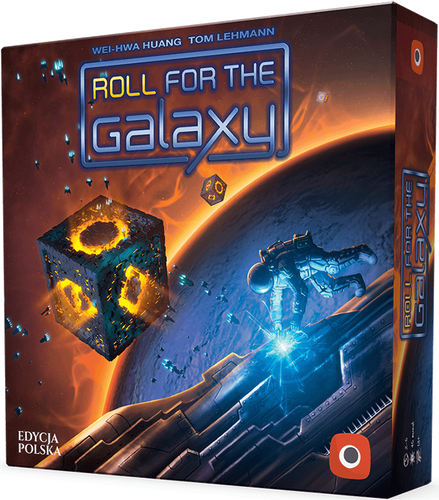 WEI-HWA HUANG TOM LEHMANN
ROLL FOR THE
GALAXY
EDYCJA
POLSKA
ROLL FOR THE
GALAXY